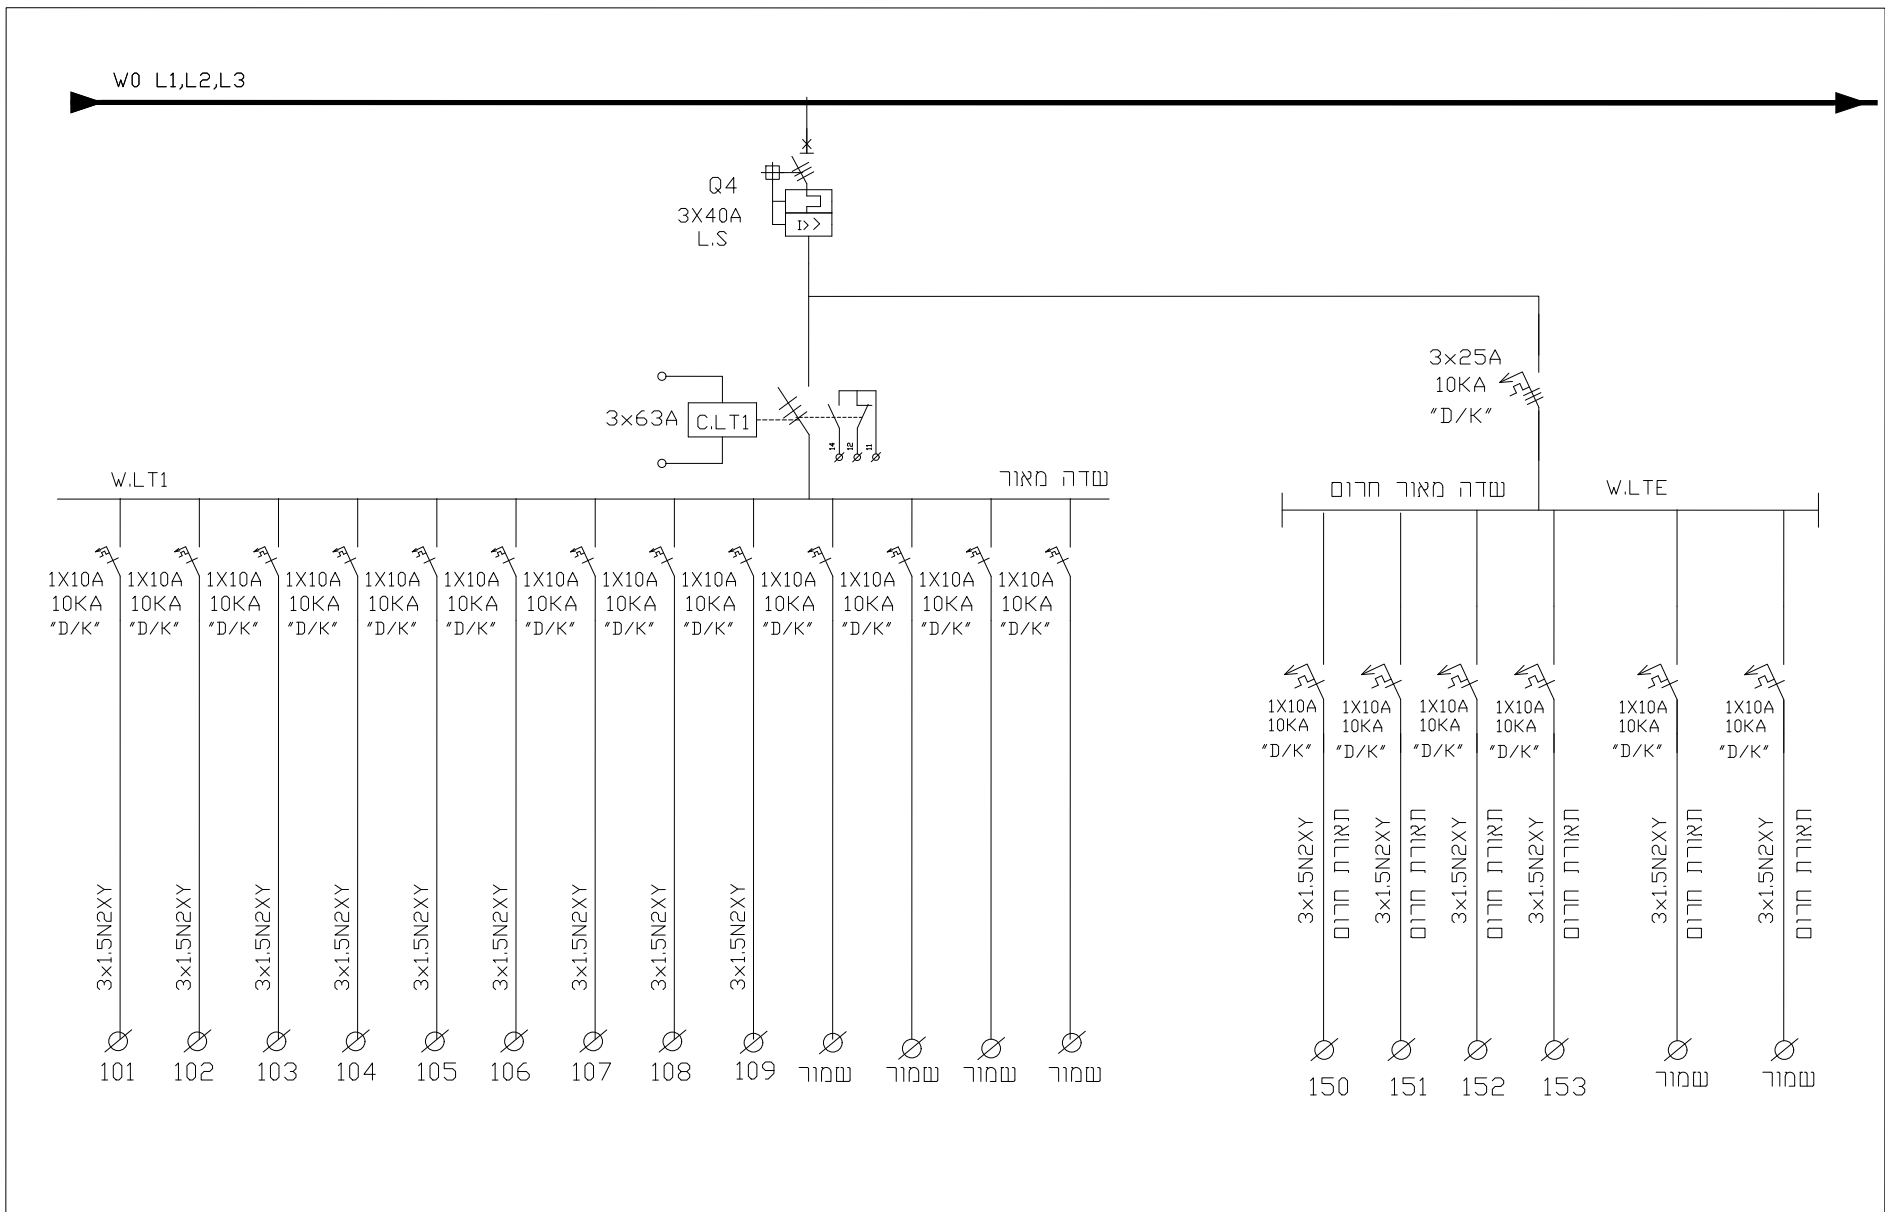 W0 L1,L2,L3
Q4
3X40A
L.S
I>>
3x25A
10KA
"D/K"
3x63A
C.LT1
14 12 11
W.LT1
שדה מאור
שדה מאור חרום
W.LTE
1X10A 1X10A 1X10A 1X10A 1X10A 1X10A 1X10A 1X10A 1X10A 1X10A 1X10A 1X10A 1X10A
10KA 10KA 10KA 10KA 10KA 10KA 10KA 10KA 10KA 10KA 10KA 10KA 10KA
"D/K" "D/K" "D/K" "D/K" "D/K" "D/K" "D/K" "D/K" "D/K" "D/K" "D/K" "D/K" "D/K"
3x1.5N2XY 3x1.5N2XY 3x1.5N2XY 3x1.5N2XY 3x1.5N2XY 3x1.5N2XY 3x1.5N2XY 3x1.5N2XY 3x1.5N2XY
101 102 103 104 105 106 107 108 109 שמור שמור שמור שמור
1X10A 1X10A 1X10A 1X10A 1X10A 1X10A
10KA 10KA 10KA 10KA 10KA 10KA
"D/K" "D/K" "D/K" "D/K" "D/K" "D/K"
3x1.5N2XY
תאורת חרום
3x1.5N2XY
תאורת חרום
3x1.5N2XY
תאורת חרום
3x1.5N2XY
תאורת חרום
3x1.5N2XY
תאורת חרום
3x1.5N2XY
תאורת חרום
150 151 152 153 שמור שמור